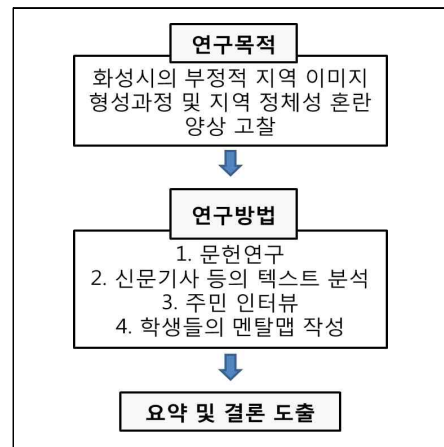 연구목적
화성시의 부정적 지역 이미지
형성과정 및 지역 정체성 혼란
양상 고찰
연구방법
1. 문헌연구
2. 신문기사 등의 텍스트 분석
3. 주민 인터뷰
4. 학생들의 멘탈맵 작성
요약 및 결론 도출